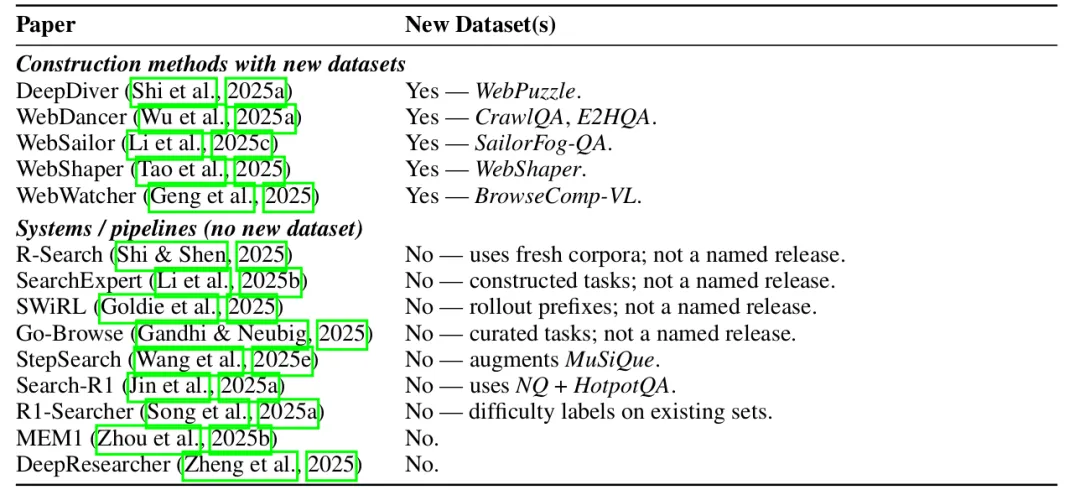 Paper New Dataset(s)
Construction methods with new datasets
DeepDiver (Shi et al., 2025a) Yes — WebPuzzle.
WebDancer (Wu et al., 2025a) Yes — CrawlQA, E2HQA.
WebSailor (Li et al., 2025c) Yes — SailorFog-QA.
WebShaper (Tao et al., 2025) Yes — WebShaper.
WebWatcher (Geng et al., 2025) Yes — BrowseComp-VL.
Systems / pipelines (no new dataset)
R-Search (Shi & Shen, 2025) No — uses fresh corpora; not a named release.
SearchExpert (Li et al., 2025b) No — constructed tasks; not a named release.
SWiRL (Goldie et al., 2025) No — rollout prefixes; not a named release.
Go-Browse (Gandhi & Neubig, 2025) No — curated tasks; not a named release.
StepSearch (Wang et al., 2025e) No — augments MuSiQue.
Search-R1 (Jin et al., 2025a) No — uses NQ + HotpotQA.
R1-Searcher (Song et al., 2025a) No — difficulty labels on existing sets.
MEM1 (Zhou et al., 2025b) No.
DeepResearcher (Zheng et al., 2025) No.